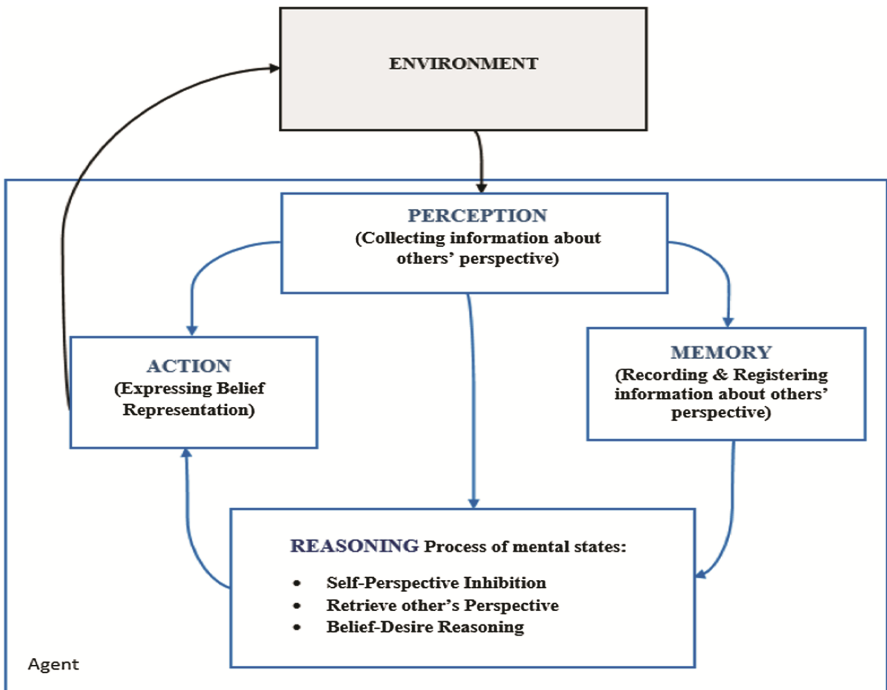 ENVIRONMENT
PERCEPTION
(Collecting information about
others’ perspective)
ACTION
(Expressing Belief
Representation)
MEMORY
(Recording & Registering
information about others’
perspective)
REASONING Process of mental states:
• Self-Perspective Inhibition
• Retrieve other’s Perspective
• Belief-Desire Reasoning
Agent